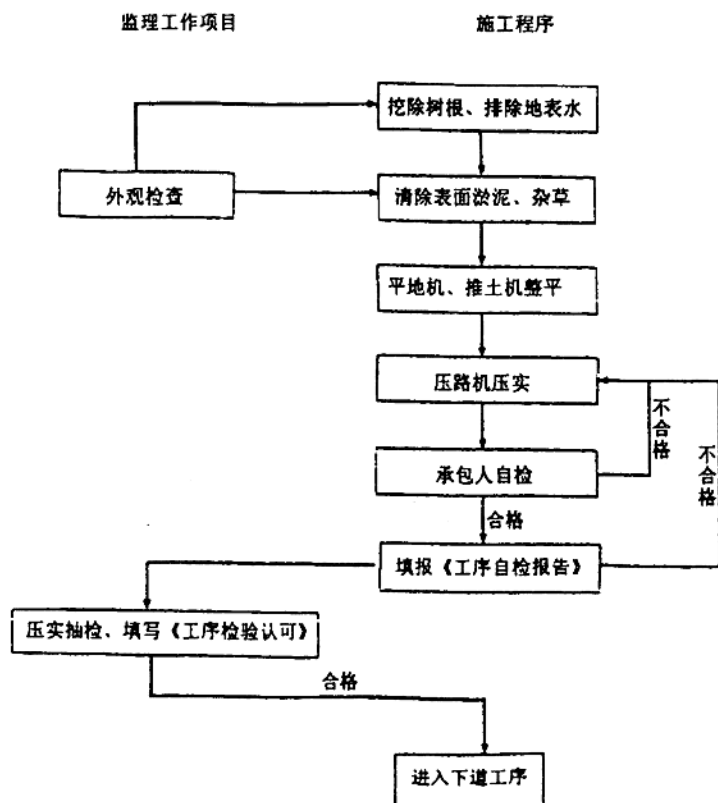 监理工作项目
施工程序
挖除树根、排除地表水
外观检查
清除表面淤泥、杂草
平地机、推土机整平
压路机压实
不合格
不合格
承包人自检
合格
填报《工序自检报告》
压实抽检、填写《工序检验认可》
合格
进入下道工序